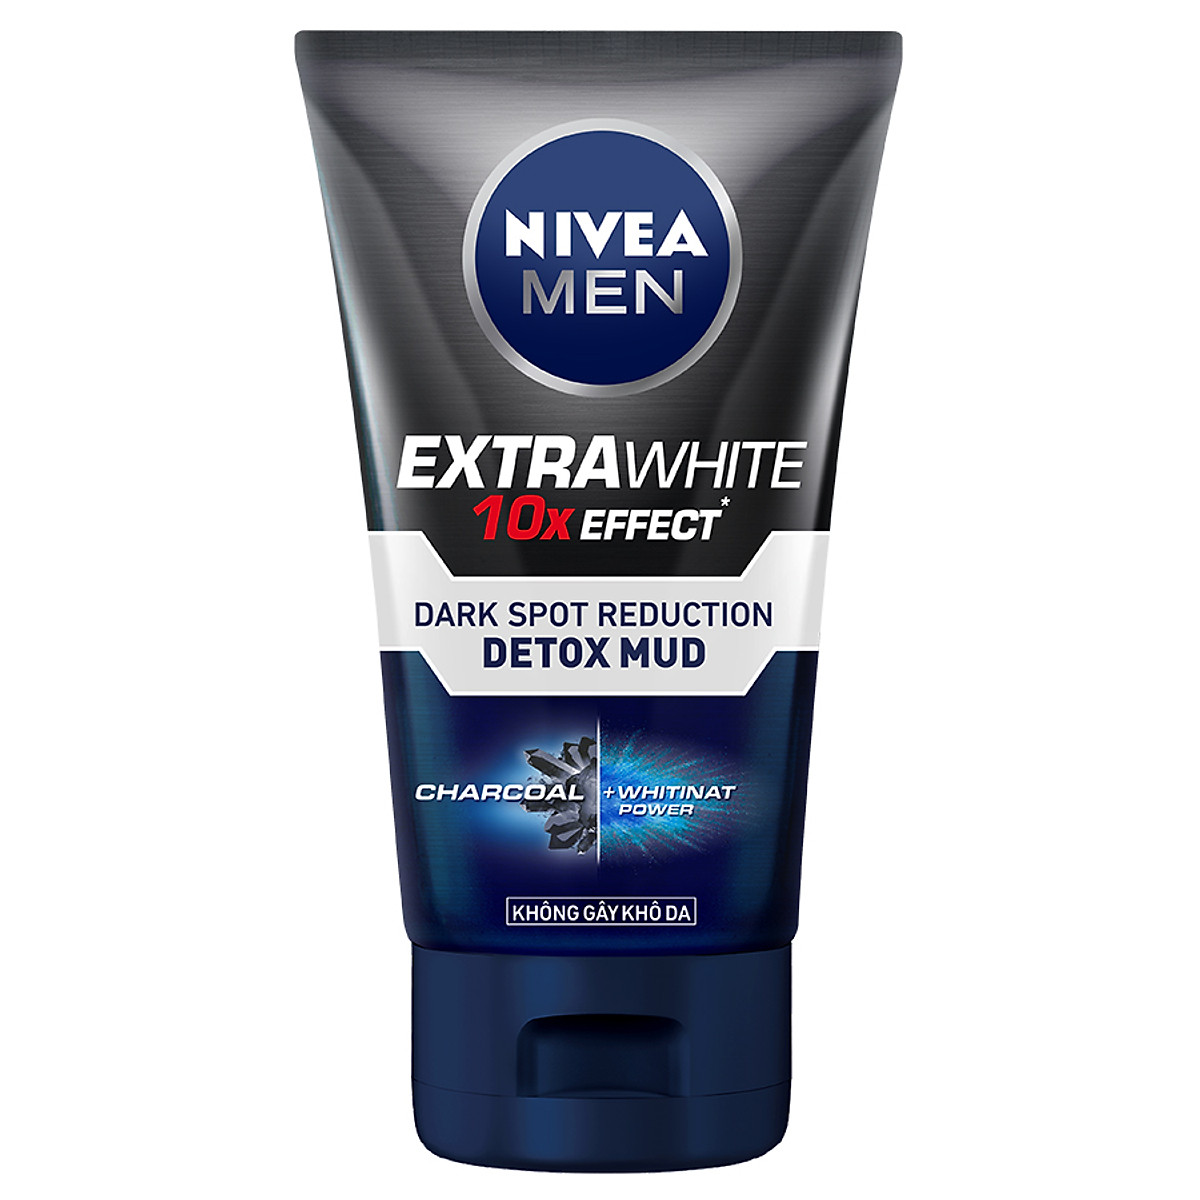 NIVEA
MEN
EXTRAWHITE
10x EFFECT*
DARK SPOT REDUCTION
DETOX MUD
CHARCOAL + WHITINAT
POWER
KHÔNG GÂY KHÔ DA